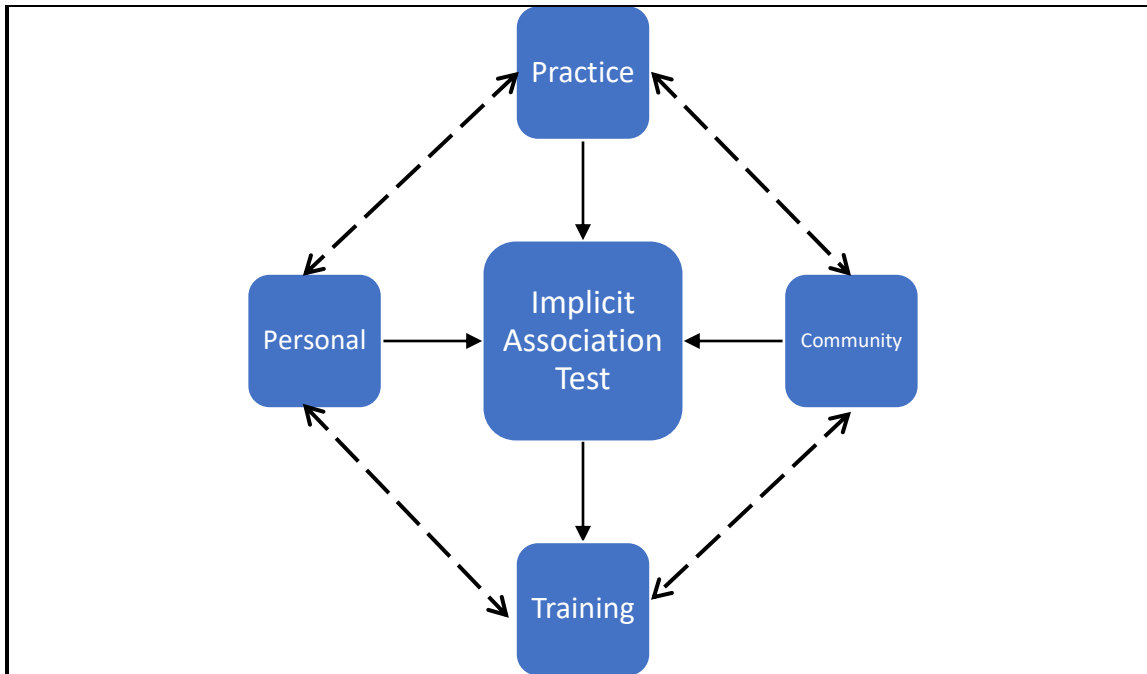 Practice
Personal
Implicit
Association
Test
Community
Training